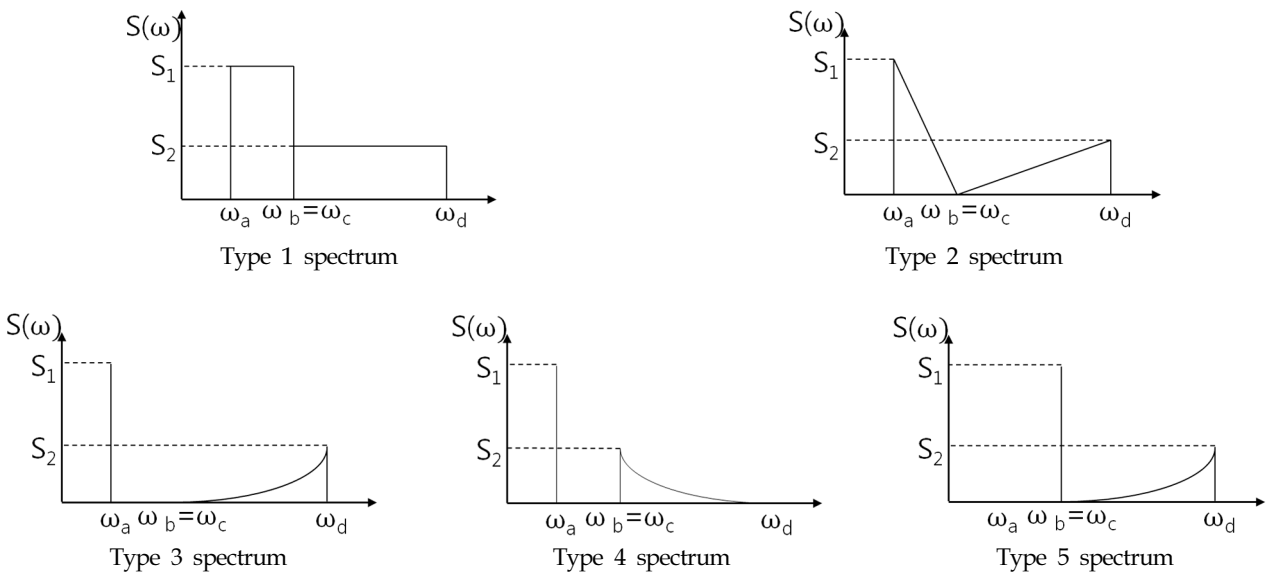 S(ω)
S1
S2
ωa ω b=ωc ωd
Type 1 spectrum
S(ω)
S1
S2
ωa ω b=ωc ωd
Type 2 spectrum
S(ω)
S1
S2
ωa ω b=ωc ωd
Type 3 spectrum
S(ω)
S1
S2
ωa ω b=ωc ωd
Type 4 spectrum
S(ω)
S1
S2
ωa ω b=ωc ωd
Type 5 spectrum